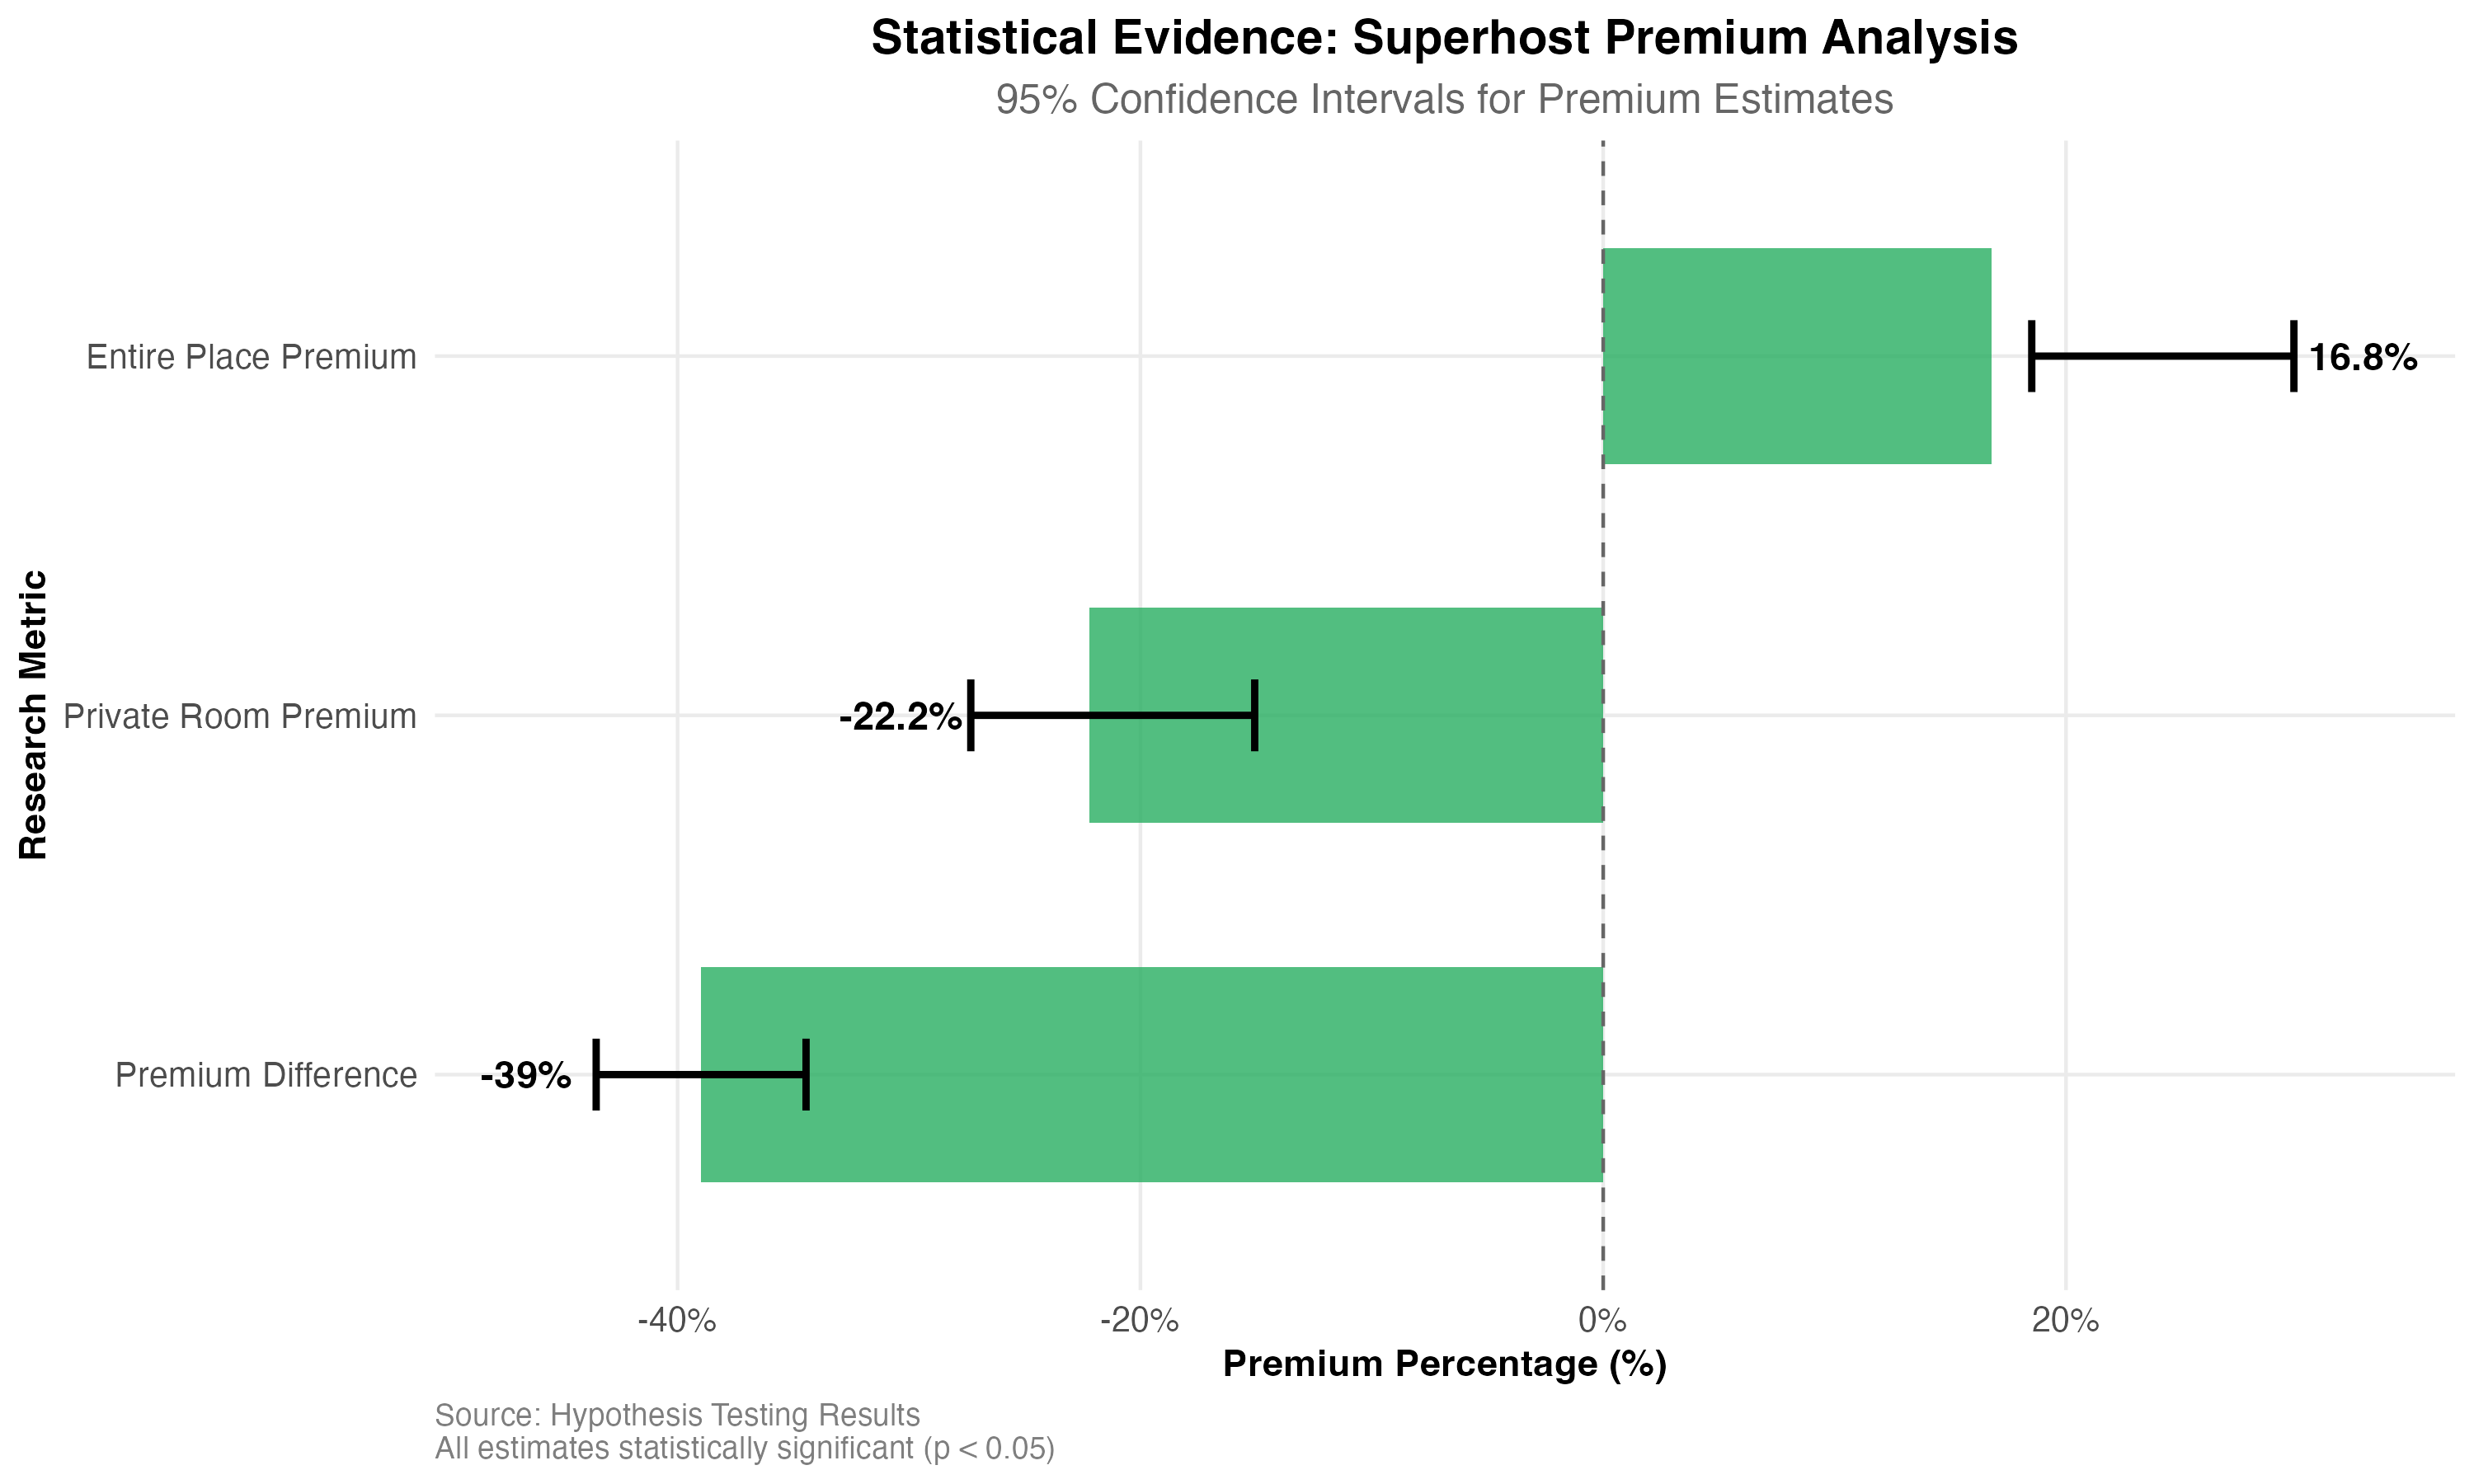 Statistical Evidence: Superhost Premium Analysis
95% Confidence Intervals for Premium Estimates
Research Metric
Entire Place Premium
16.8%
Private Room Premium
-22.2%
Premium Difference
-39%
-40%
-20%
0%
20%
Premium Percentage (%)
Source: Hypothesis Testing Results
All estimates statistically significant (p < 0.05)